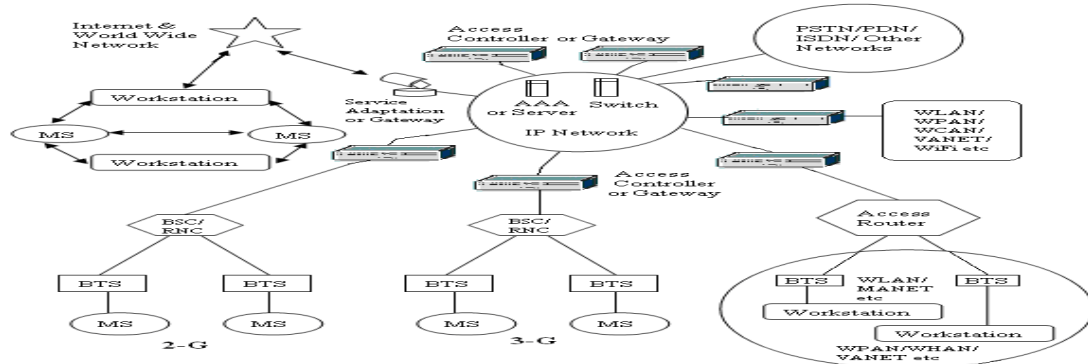 Internet &
World Wide
Network
Access
Controller or Gateway
PSTN/PDN/
ISDN/ Other
Networks
Workstation
MS
MS
Workstation
Service
Adaptation
or Gateway
AAA
or Server
Switch
IP Network
WLAN/
WPAN/
WCAN/
VANET/
WiFi etc
Access
Controller
or Gateway
BSC/
RNC
BSC/
RNC
Access
Router
BTS
BTS
BTS
BTS
BTS
WLAN/
MANET
etc
BTS
MS
MS
MS
MS
Workstation
Workstation
2-G
3-G
WPAN/WHAN/
VANET etc